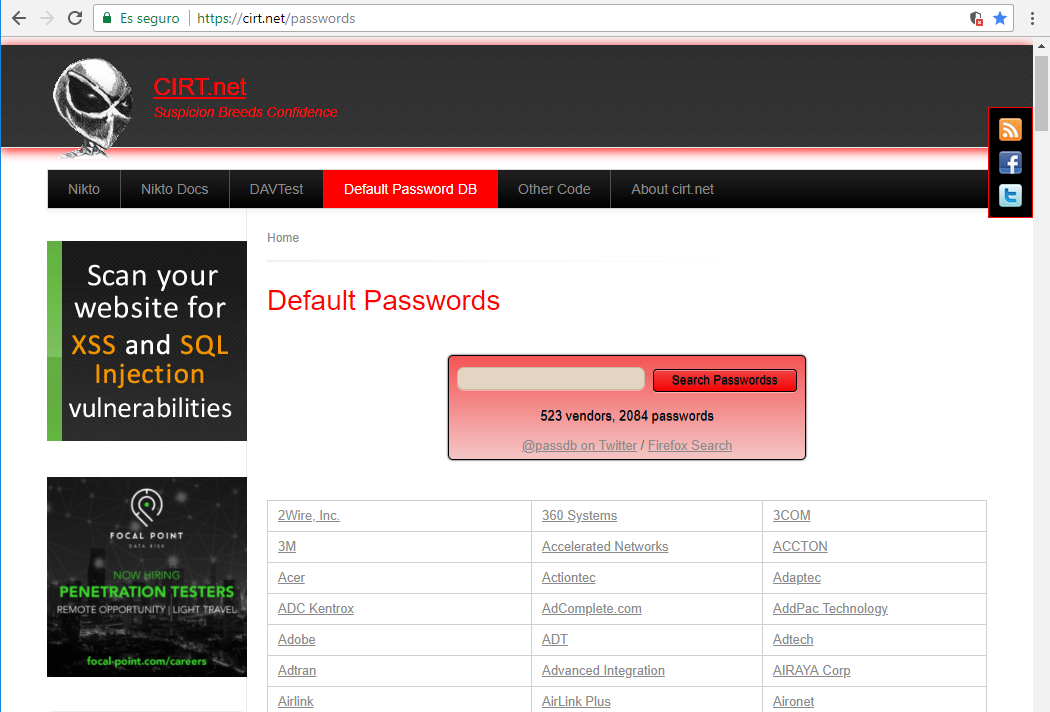 Es seguro
https://cirt.net/passwords
CIRT.net
Suspicion Breeds Confidence
Nikto
Nikto Docs
DAVTest
Default Password DB
Other Code
About cirt.net
Scan your
website for
XSS and SQL
Injection
vulnerabilities
FOCAL POINT
DATA RISK
NOW HIRING
PENETRATION TESTERS
REMOTE OPPORTUNITY | LIGHT TRAVEL
focal-point.com/careers
Home
Default Passwords
Search Passwordss
523 vendors, 2084 passwords
@passdb on Twitter / Firefox Search
2Wire, Inc.
360 Systems
3COM
3M
Accelerated Networks
ACCTON
Acer
Actiontec
Adaptec
ADC Kentrox
AdComplete.com
AddPac Technology
Adobe
ADT
Adtech
Adtran
Advanced Integration
AIRAYA Corp
Airlink
AirLink Plus
Aironet